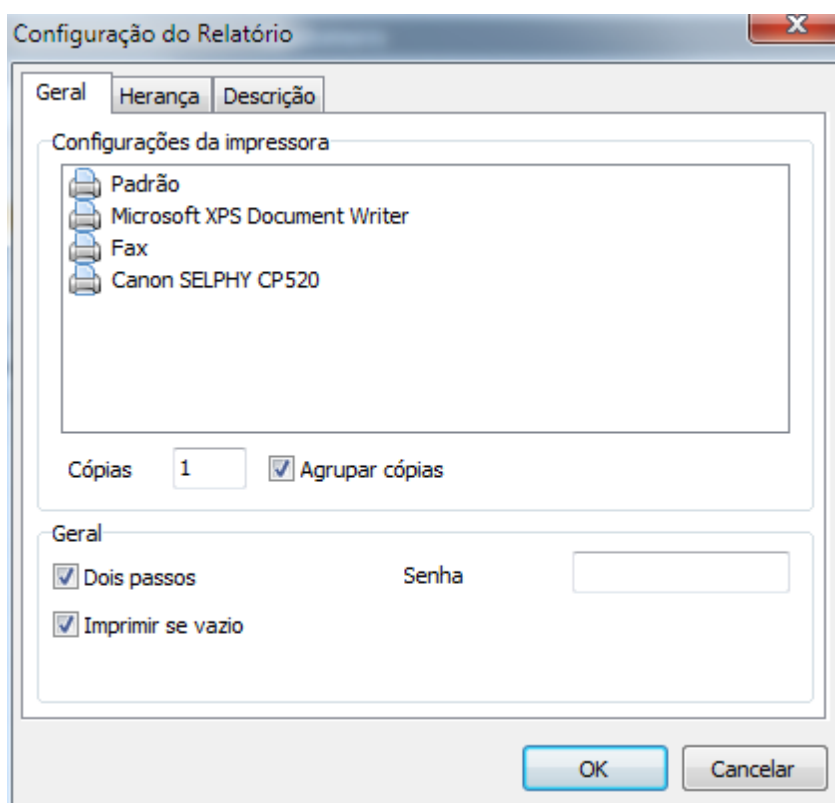 Configuração do Relatório
Geral Herança Descrição
Configurações da impressora
Padrão
Microsoft XPS Document Writer
Fax
Canon SELPHY CP520
Cópias 1 Agrupar cópias
Geral
Dois passos Senha
Imprimir se vazio
OK Cancelar